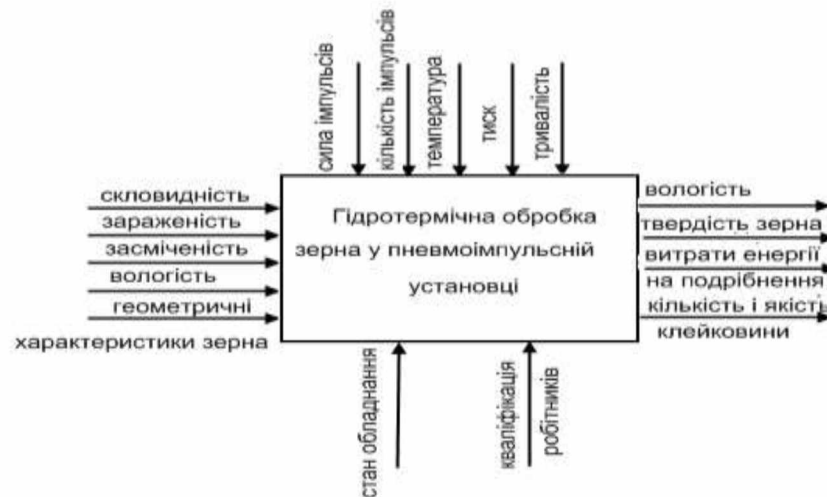 сила імпульсів
кількість імпульсів
температура
тиск
тривалість
скловидність
зараженість
засміченість
вологість
геометричні
характеристики зерна
Гідротермічна обробка
зерна у пневмоімпульсній
установці
вологість
твердість зерна
витрати енергії
на подрібнення
кількість і якість
клейковини
стан обладнання
кваліфікація
робітників